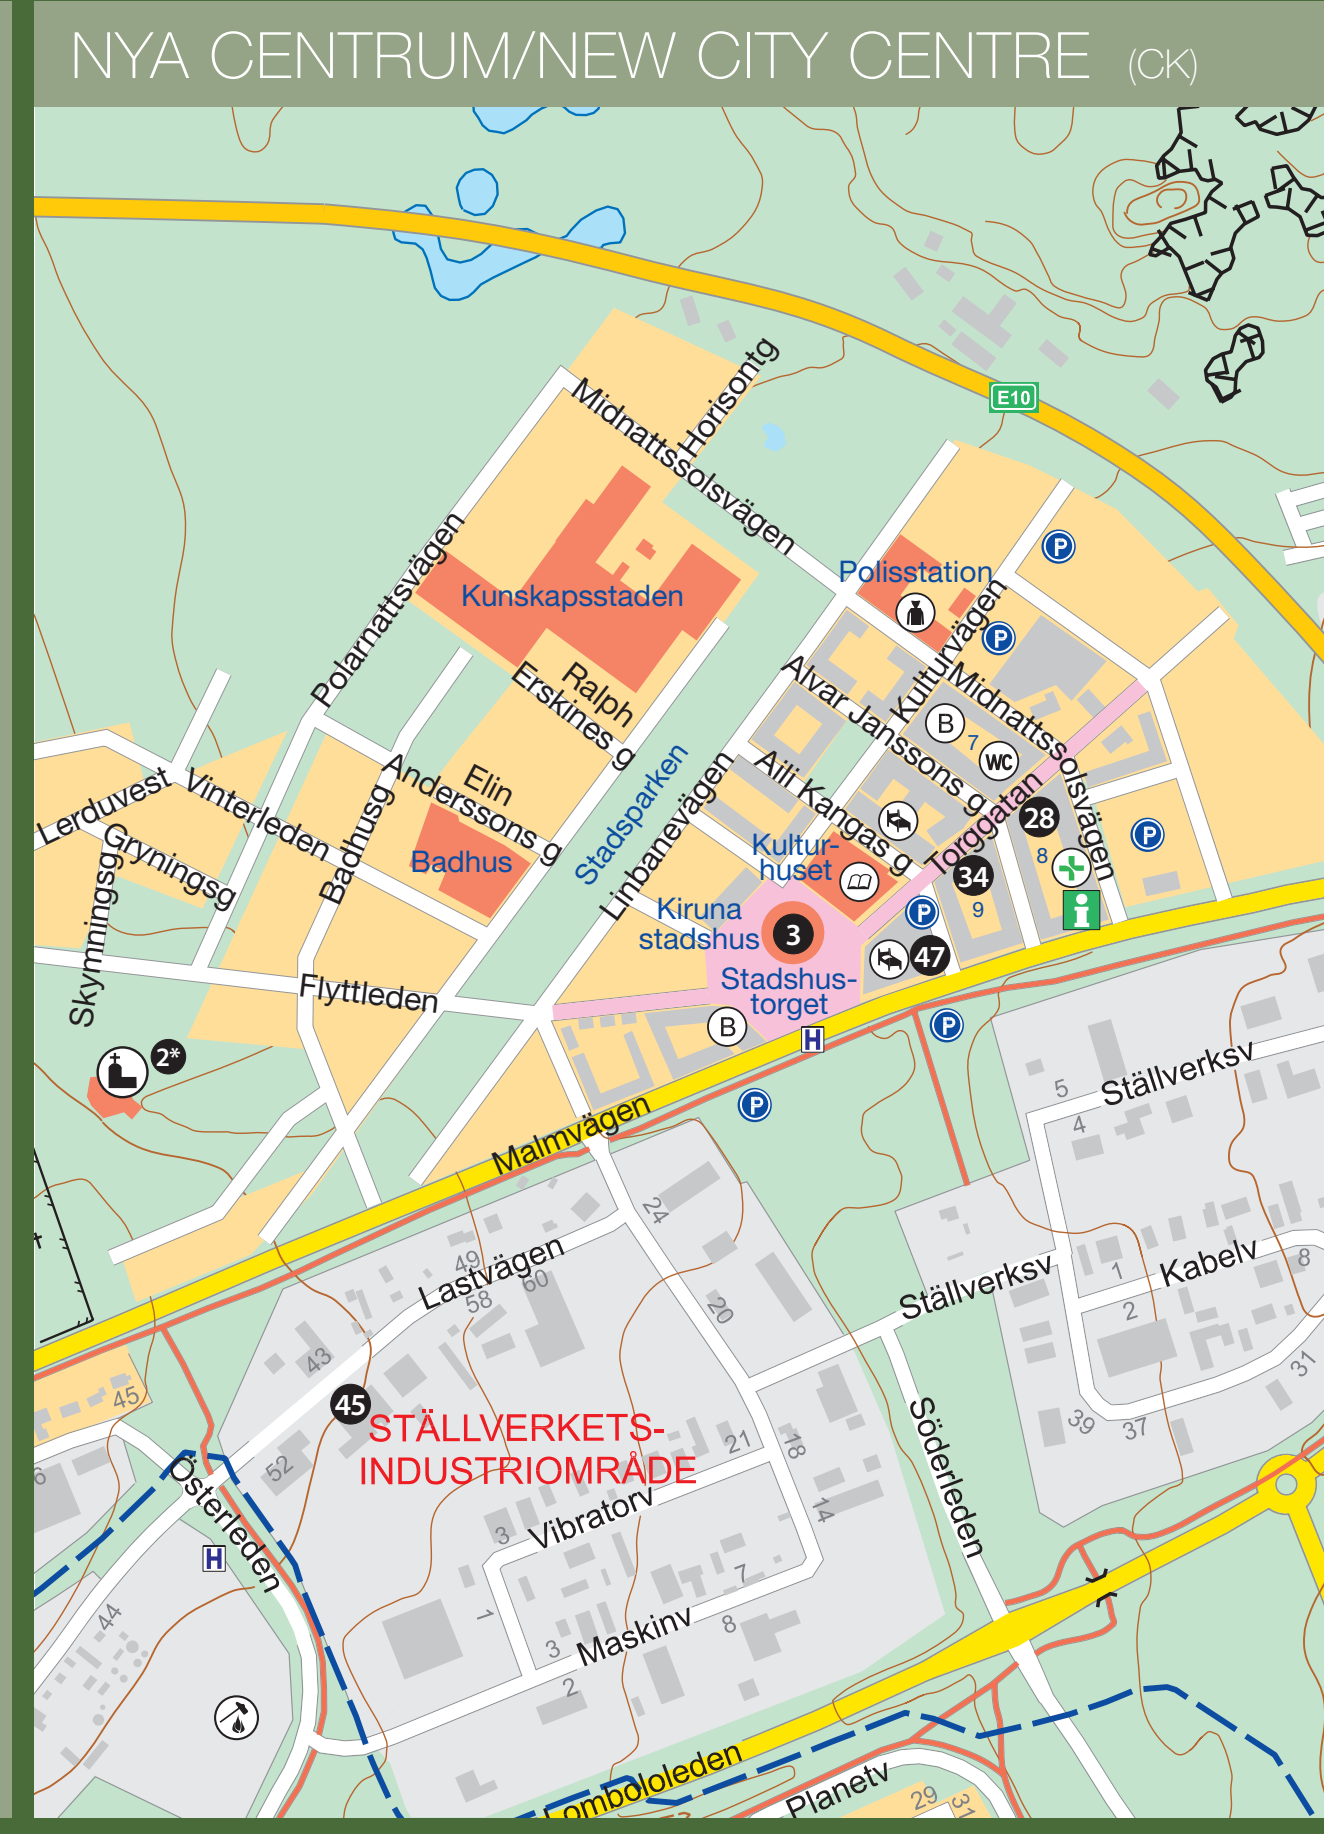 NYA CENTRUM/NEW CITY CENTRE (CK)
E10
Horisontg
Midnattssolsvägen
Polarnattsvägen
Kunskapsstaden
Polisstation
P
Kulturvägen
P
Ralph
Erskines g
Alvar Janssons g
Midnattssolsvägen
B
7
WC
Stadsparken
Linbanevägen
Aili Kangas g
Torggatan
28
8
P
Elin
Anderssons g
Badhusg
Badhus
Vinterleden
Lerduvest
Gryningsg
Skymningsg
Kultur-
huset
34
9
P
Kiruna
stadshus
3
47
Stadshus-
torget
i
Flyttleden
B
H
P
P
2*
Malmvägen
5
4
Ställverksv
24
49
Lastvägen
58
60
20
Ställverksv
1
Kabelv
2
8
31
39
37
43
45
45
STÄLLVERKETS-
INDUSTRIOMRÅDE
52
21
18
14
Söderleden
6
Österleden
H
3
Vibratorv
7
1
3
Maskinv
8
2
44
Lombololeden
Planetv
29
31